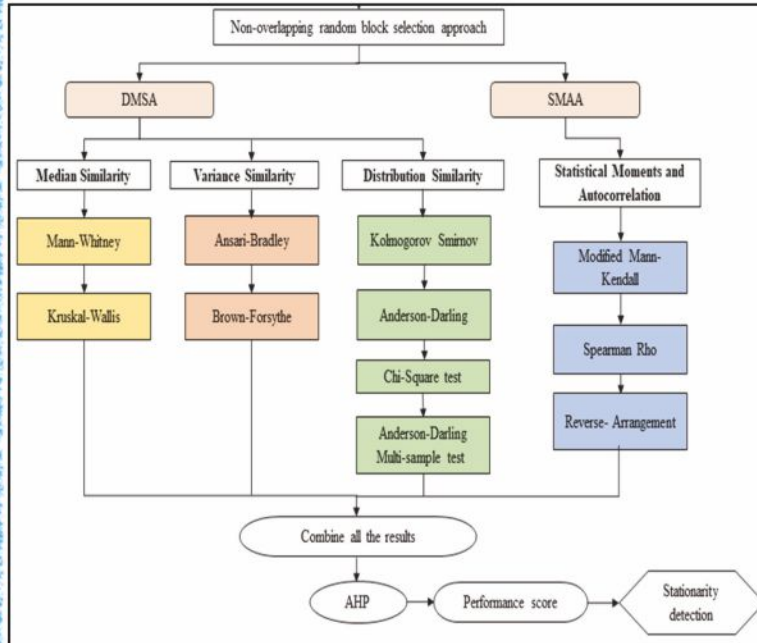 Non-overlapping random block selection approach
DMSA
SMAA
Median Similarity
Variance Similarity
Distribution Similarity
Statistical Moments and
Autocorrelation
Mann-Whitney
Ansari-Bradley
Kolmogorov Smirnov
Modified Mann-
Kendall
Kruskal-Wallis
Brown-Forsythe
Anderson-Darling
Spearman Rho
Chi-Square test
Reverse- Arrangement
Anderson-Darling
Multi-sample test
Combine all the results
AHP
Performance score
Stationarity
detection